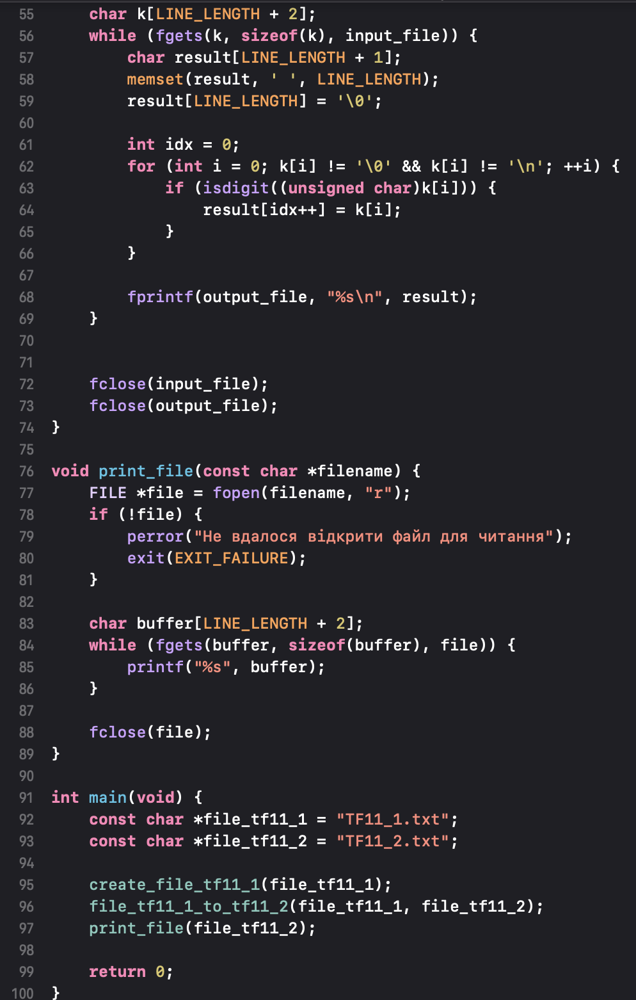 55 char k[LINE_LENGTH + 2];
56 while (fgets(k, sizeof(k), input_file)) {
57 char result[LINE_LENGTH + 1];
58 memset(result, ' ', LINE_LENGTH);
59 result[LINE_LENGTH] = '\0';
60
61 int idx = 0;
62 for (int i = 0; k[i] != '\0' && k[i] != '\n'; ++i) {
63 if (isdigit((unsigned char)k[i])) {
64 result[idx++] = k[i];
65 }
66 }
67
68 fprintf(output_file, "%s\n", result);
69 }
70
71
72 fclose(input_file);
73 fclose(output_file);
74 }
75
76 void print_file(const char *filename) {
77 FILE *file = fopen(filename, "r");
78 if (!file) {
79 perror("Не вдалося відкрити файл для читання");
80 exit(EXIT_FAILURE);
81 }
82
83 char buffer[LINE_LENGTH + 2];
84 while (fgets(buffer, sizeof(buffer), file)) {
85 printf("%s", buffer);
86 }
87
88 fclose(file);
89 }
90
91 int main(void) {
92 const char *file_tf11_1 = "TF11_1.txt";
93 const char *file_tf11_2 = "TF11_2.txt";
94
95 create_file_tf11_1(file_tf11_1);
96 file_tf11_1_to_tf11_2(file_tf11_1, file_tf11_2);
97 print_file(file_tf11_2);
98
99 return 0;
100 }